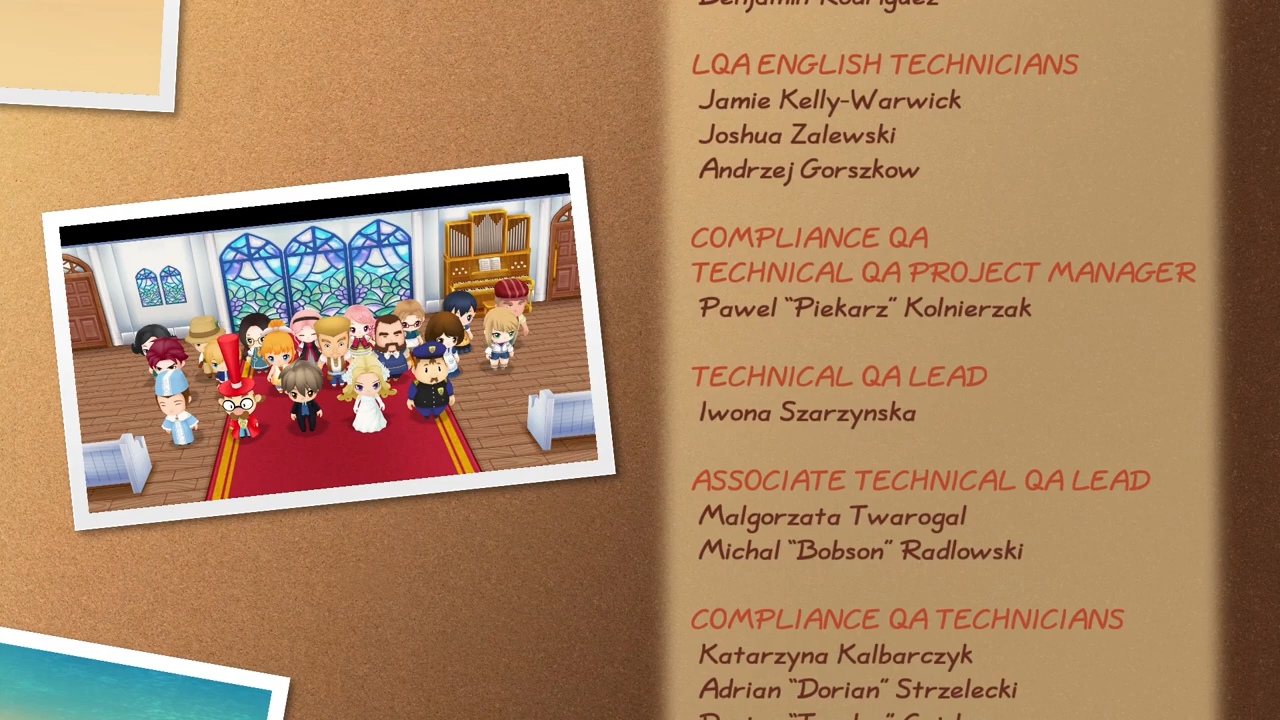 Benjamin Rodriguez
LQA ENGLISH TECHNICIANS
Jamie Kelly-Warwick
Joshua Zalewski
Andrzej Gorszkow
COMPLIANCE QA
TECHNICAL QA PROJECT MANAGER
Pawel “Piekarz” Kolnierzak
TECHNICAL QA LEAD
Iwona Szarzynska
ASSOCIATE TECHNICAL QA LEAD
Malgorzata Twarogal
Michal “Bobson” Radlowski
COMPLIANCE QA TECHNICIANS
Katarzyna Kalbarczyk
Adrian “Dorian” Strzelecki